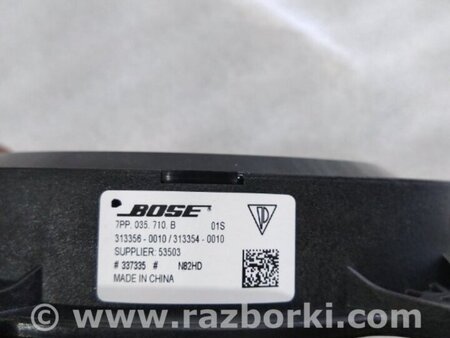 BOSE
7PP. 035. 710. B 01S
313356-0010 / 313354-0010
SUPPLIER: 53503
# 337335 # N82HD
MADE IN CHINA
www.razborki.com